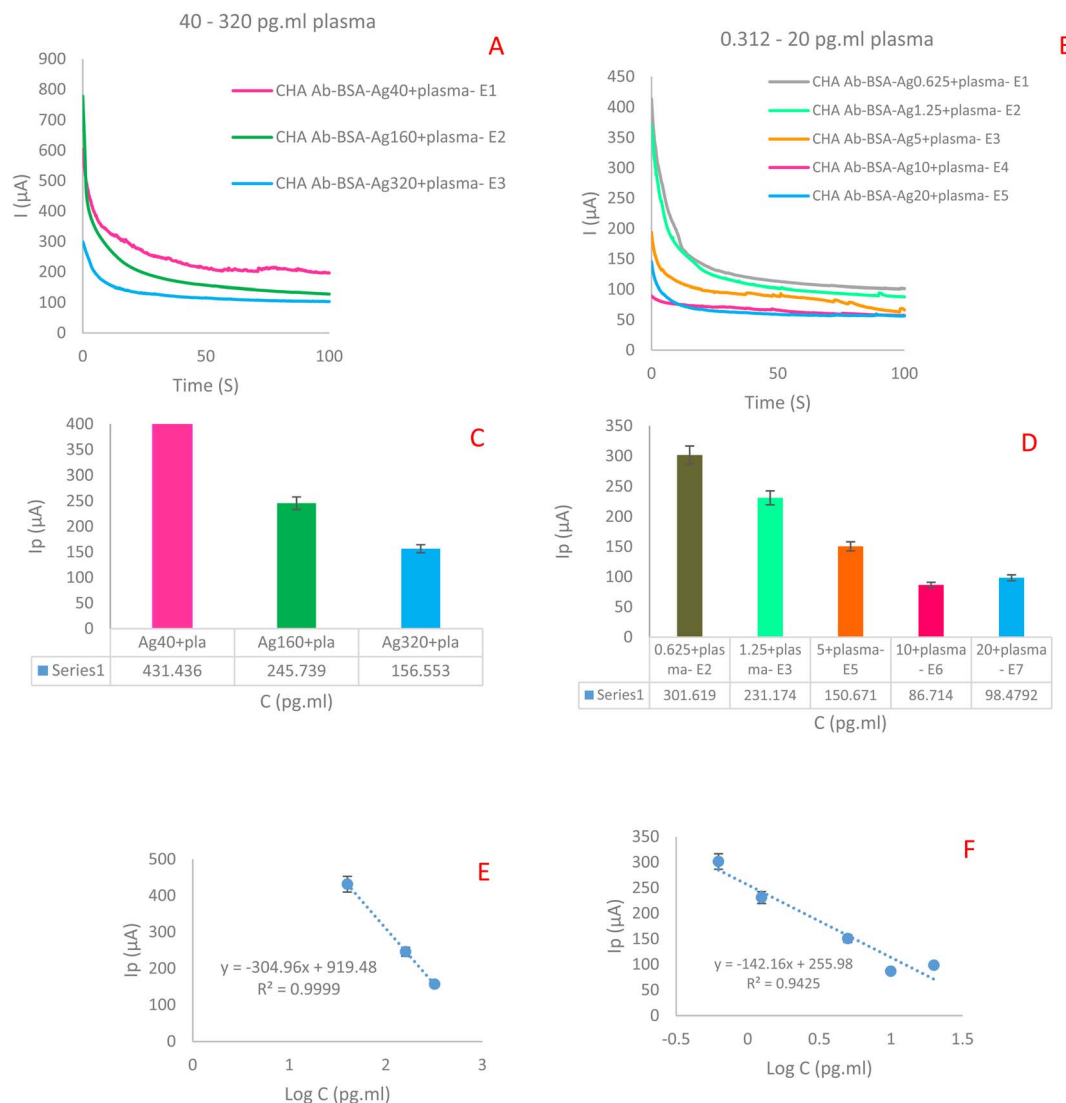 40 - 320 pg.ml plasma
A
900
800
700
600
500
400
300
200
100
0
I (µA)
CHA Ab-BSA-Ag40+plasma- E1
CHA Ab-BSA-Ag160+plasma- E2
CHA Ab-BSA-Ag320+plasma- E3
0 50 100
Time (S)
0.312 - 20 pg.ml plasma
450
400
350
300
250
200
150
100
50
0
I (µA)
CHA Ab-BSA-Ag0.625+plasma- E1
CHA Ab-BSA-Ag1.25+plasma- E2
CHA Ab-BSA-Ag5+plasma- E3
CHA Ab-BSA-Ag10+plasma- E4
CHA Ab-BSA-Ag20+plasma- E5
0 50 100
Time (S)
C
400
350
300
250
200
150
100
50
0
Ip (µA)
Ag40+pla Ag160+pla Ag320+pla
Series1 431.436 245.739 156.553
C (pg.ml)
D
350
300
250
200
150
100
50
0
Ip (µA)
0.625+plas 1.25+plas 5+plasma- 10+plasma 20+plasma
ma- E2 ma- E3 E5 - E6 - E7
Series1 301.619 231.174 150.671 86.714 98.4792
C (pg.ml)
E
500
400
300
200
100
0
Ip (µA)
y = -304.96x + 919.48
R² = 0.9999
0 1 2 3
Log C (pg.ml)
F
350
300
250
200
150
100
50
0
Ip (µA)
y = -142.16x + 255.98
R² = 0.9425
-0.5 0 0.5 1 1.5
Log C (pg.ml)